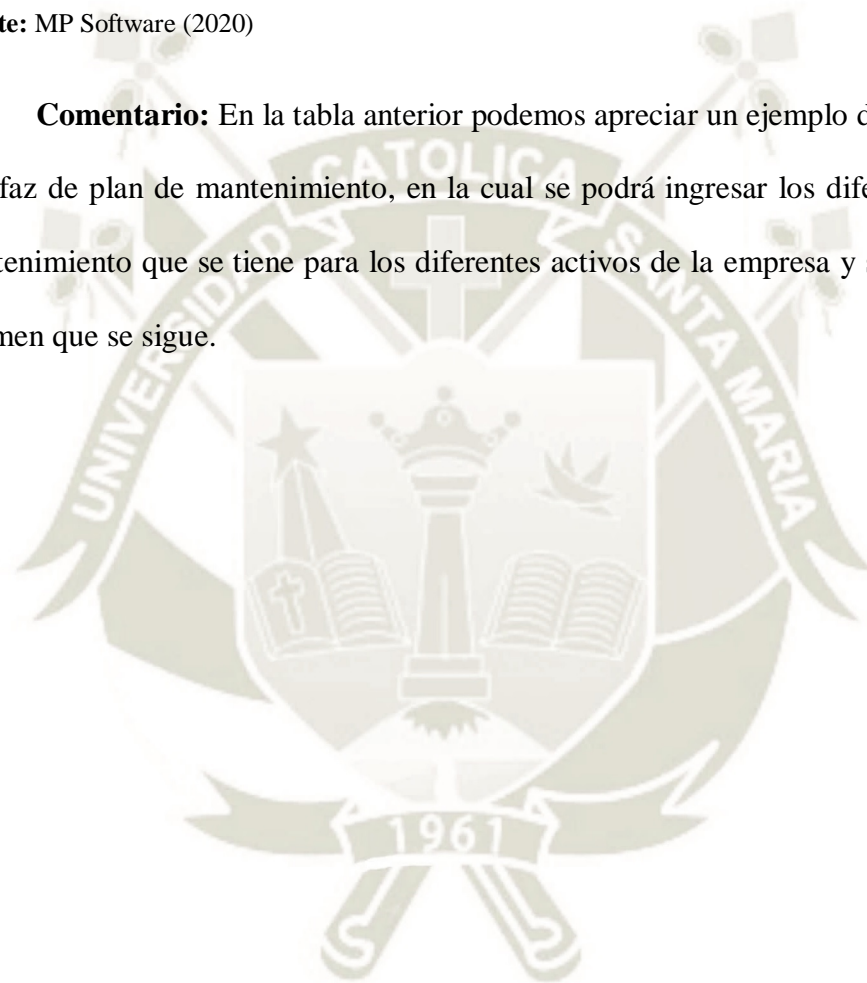 te: MP Software (2020)
Comentario: En la tabla anterior podemos apreciar un ejemplo d
faz de plan de mantenimiento, en la cual se podrá ingresar los dife
tenimiento que se tiene para los diferentes activos de la empresa y s
men que se sigue.
UNIVERSIDAD CATOLICA SANTA MARIA
1961